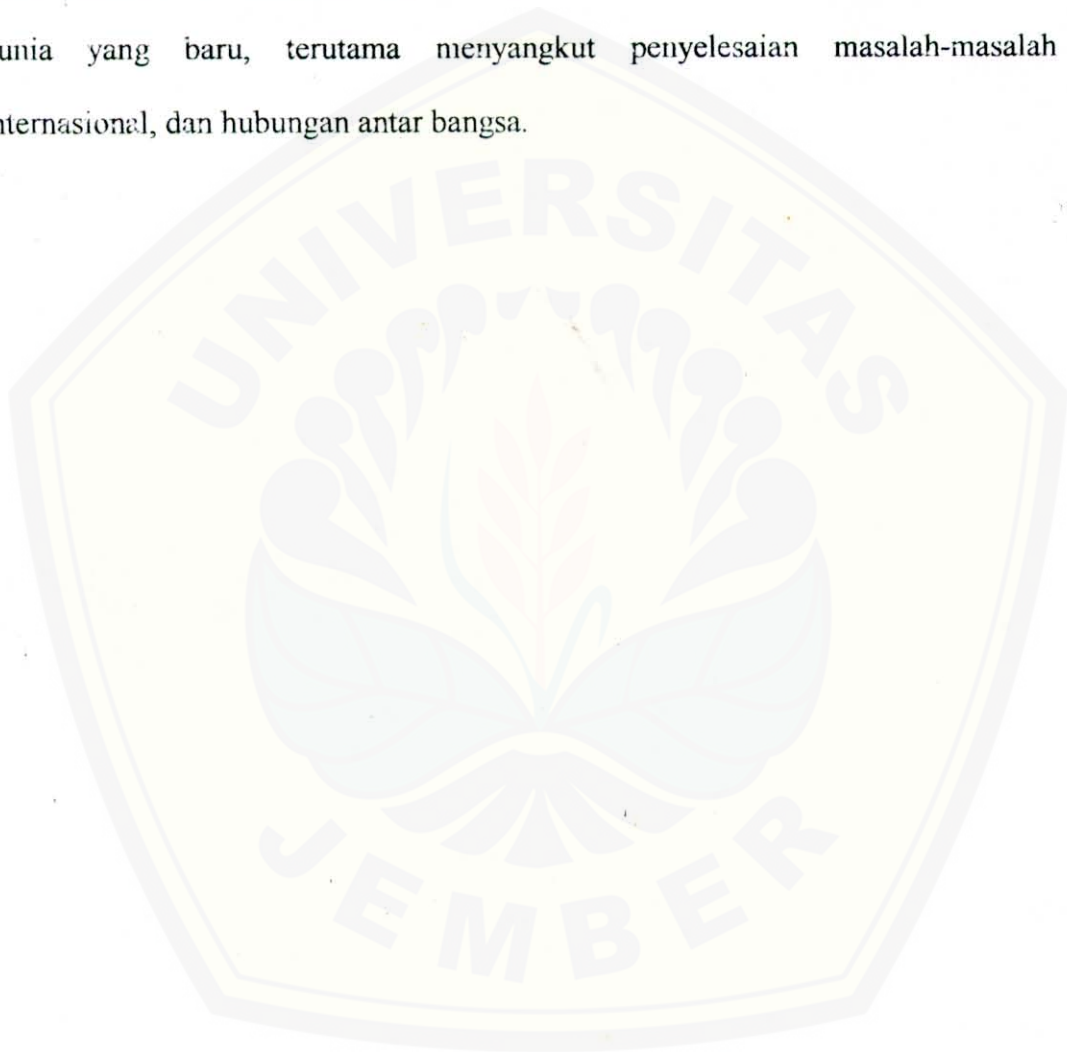 unia yang baru, terutama menyangkut penyelesaian masalah-masalah
nternasional, dan hubungan antar bangsa.
UNIVERSITAS
JEMBER